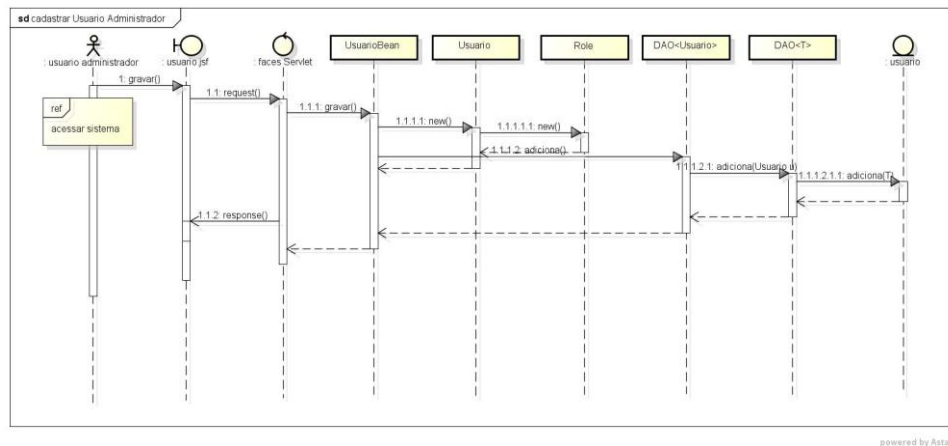 sd cadastrar Usuario Administrador
: usuario administrador
: usuario jsf
: faces Servlet
UsuarioBean
Usuario
Role
DAO<Usuario>
DAO<T>
: usuario
1: gravar()
ref
acessar sistema
1.1: request()
1.1.1: gravar()
1.1.1.1: new()
1.1.1.1.1: new()
1.1.1.2: adiciona()
1.1.1.2.1: adiciona(Usuario u)
1.1.1.2.1.1: adiciona(T)
1.1.2: response()
powered by Asta